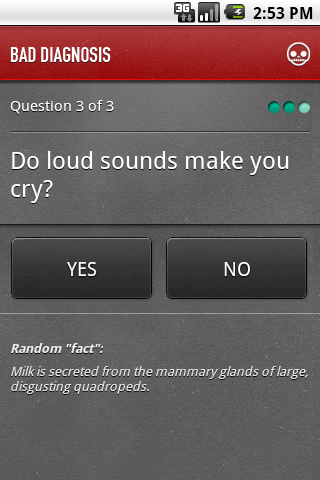 3G
2:53 PM
BAD DIAGNOSIS
Question 3 of 3
Do loud sounds make you
cry?
YES
NO
Random "fact":
Milk is secreted from the mammary glands of large,
disgusting quadropeds.